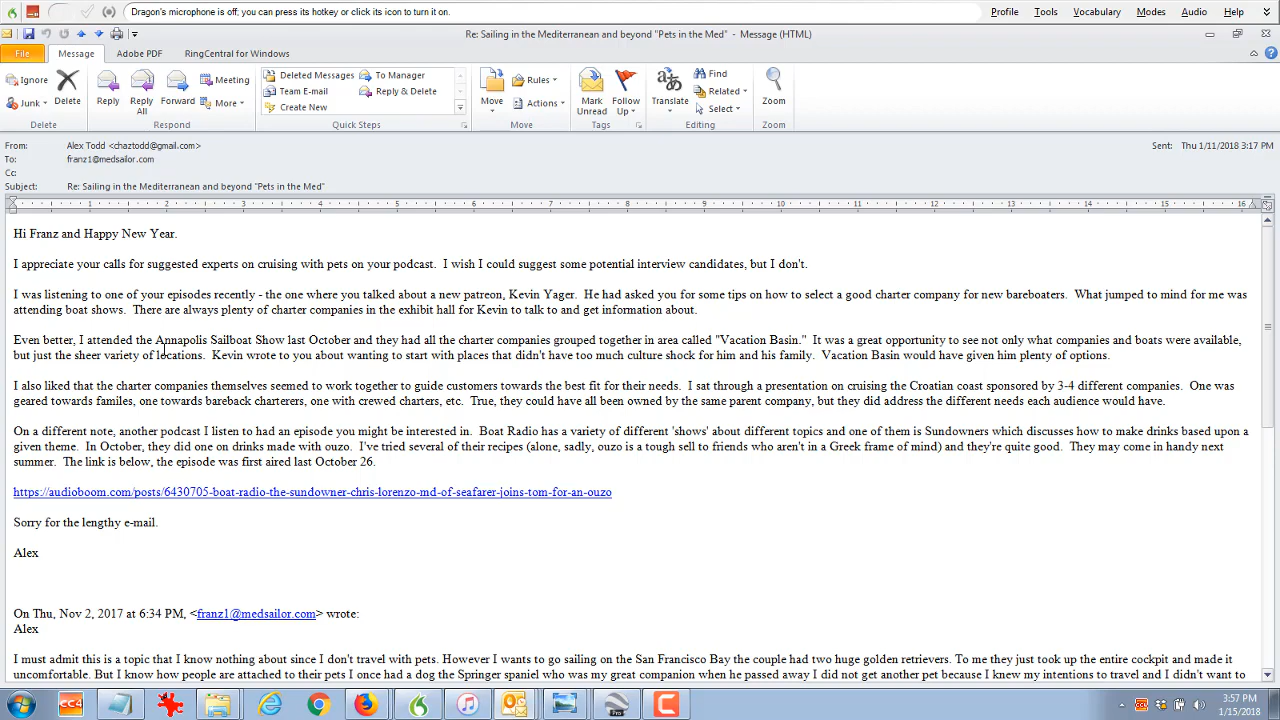 Dragon's microphone is off; you can press its hotkey or click its icon to turn it on.
Profile Tools Vocabulary Modes Audio Help
Re: Sailing in the Mediterranean and beyond "Pets in the Med" - Message (HTML)
File Message Adobe PDF RingCentral for Windows
Ignore Meeting Deleted Messages To Manager Rules Find
Team E-mail Reply & Delete Related
Junk Delete Reply Reply All Forward More Create New Move Actions Mark Unread Follow Up Translate Select Zoom
Delete Respond Quick Steps Move Tags Editing Zoom
From: Alex Todd <chaztodd@gmail.com> Sent: Thu 1/11/2018 3:17 PM
To: franz1@medsailor.com
Cc:
Subject: Re: Sailing in the Mediterranean and beyond "Pets in the Med"
1 2 3 4 5 6 7 8 9 10 11 12 13 14 15 16
Hi Franz and Happy New Year.
I appreciate your calls for suggested experts on cruising with pets on your podcast. I wish I could suggest some potential interview candidates, but I don't.
I was listening to one of your episodes recently - the one where you talked about a new patreon, Kevin Yager. He had asked you for some tips on how to select a good charter company for new bareboaters. What jumped to mind for me was
attending boat shows. There are always plenty of charter companies in the exhibit hall for Kevin to talk to and get information about.
Even better, I attended the Annapolis Sailboat Show last October and they had all the charter companies grouped together in area called "Vacation Basin." It was a great opportunity to see not only what companies and boats were available,
but just the sheer variety of locations. Kevin wrote to you about wanting to start with places that didn't have too much culture shock for him and his family. Vacation Basin would have given him plenty of options.
I also liked that the charter companies themselves seemed to work together to guide customers towards the best fit for their needs. I sat through a presentation on cruising the Croatian coast sponsored by 3-4 different companies. One was
geared towards familes, one towards bareback charterers, one with crewed charters, etc. True, they could have all been owned by the same parent company, but they did address the different needs each audience would have.
On a different note, another podcast I listen to had an episode you might be interested in. Boat Radio has a variety of different 'shows' about different topics and one of them is Sundowners which discusses how to make drinks based upon a
given theme. In October, they did one on drinks made with ouzo. I've tried several of their recipes (alone, sadly, ouzo is a tough sell to friends who aren't in a Greek frame of mind) and they're quite good. They may come in handy next
summer. The link is below, the episode was first aired last October 26.
https://audioboom.com/posts/6430705-boat-radio-the-sundowner-chris-lorenzo-md-of-seafarer-joins-tom-for-an-ouzo
Sorry for the lengthy e-mail.
Alex
On Thu, Nov 2, 2017 at 6:34 PM, <franz1@medsailor.com> wrote:
Alex
I must admit this is a topic that I know nothing about since I don't travel with pets. However I wants to go sailing on the San Francisco Bay the couple had two huge golden retrievers. To me they just took up the entire cockpit and made it
uncomfortable. But I know how people are attached to their pets I once had a dog the Springer spaniel who was my great companion when he passed away I did not get another pet because I knew my intentions to travel and I didn't want to
CC4 Pro CC4 3:57 PM
1/15/2018